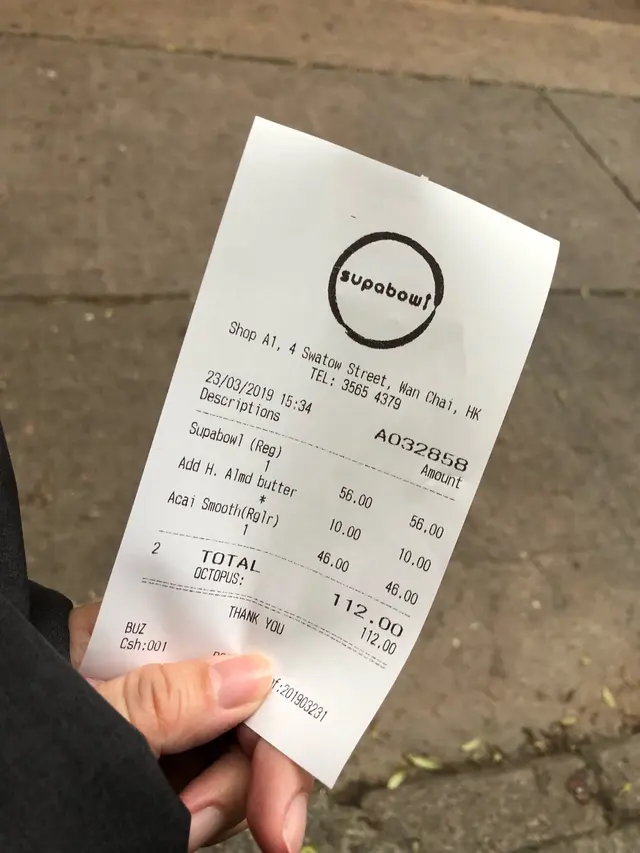 supabowl
Shop A1, 4 Swatow Street, Wan Chai, HK
TEL: 3565 4379
23/03/2019 15:34
A032858
Descriptions Amount
Supabowl (Reg)
1 56.00 56.00
Add H. Almd butter
* 10.00 10.00
Acai Smooth(Rglr)
1 46.00 46.00
2 TOTAL 112.00
OCTOPUS: 112.00
THANK YOU
BUZ
Csh:001 :201903231